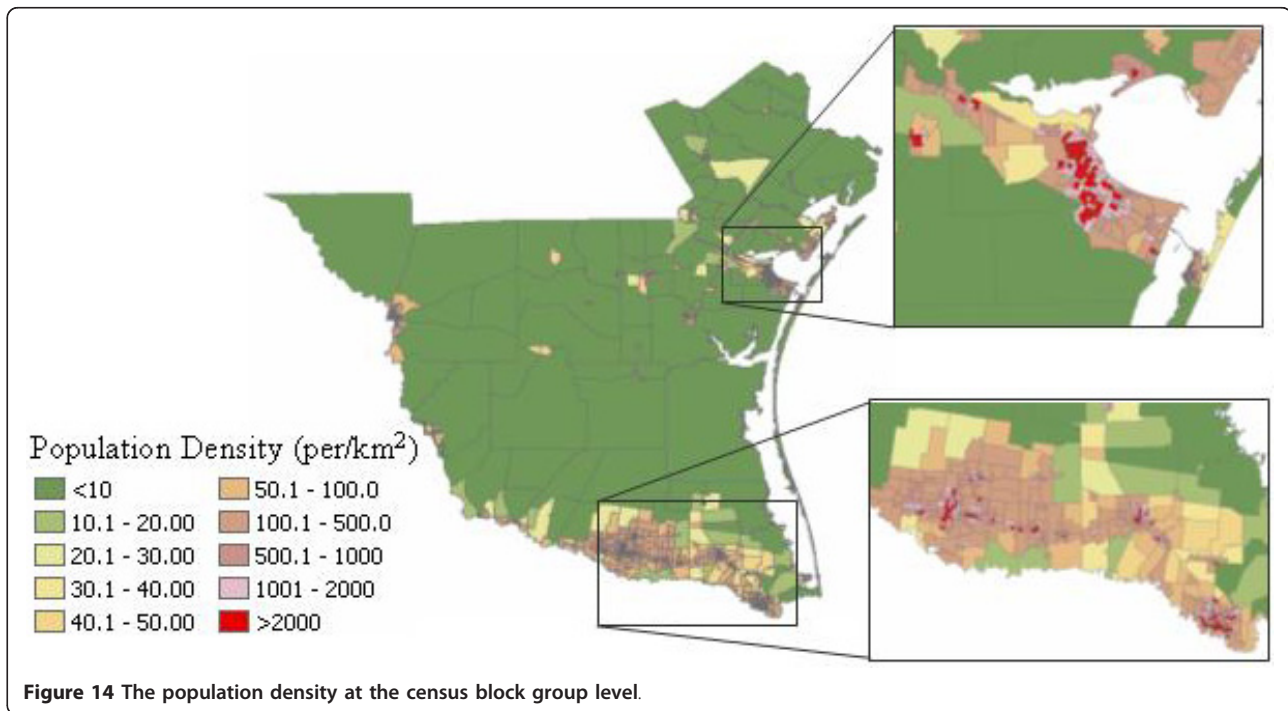 Population Density (per/km²)
<10
10.1 - 20.00
20.1 - 30.00
30.1 - 40.00
40.1 - 50.00
50.1 - 100.0
100.1 - 500.0
500.1 - 1000
1001 - 2000
>2000
Figure 14 The population density at the census block group level.